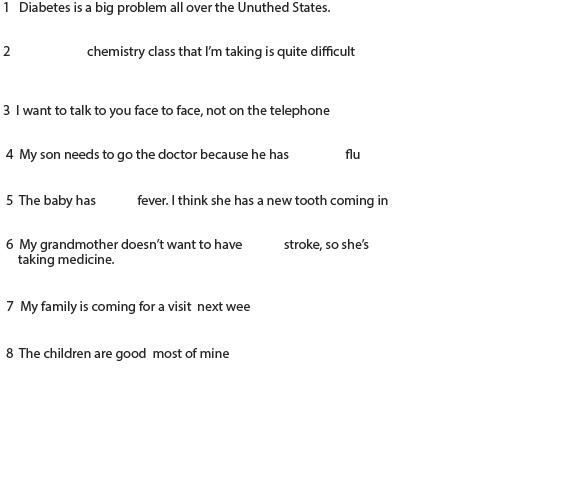 1 Diabetes is a big problem all over the Unuthed States.
2 chemistry class that I'm taking is quite difficult
3 I want to talk to you face to face, not on the telephone
4 My son needs to go the doctor because he has flu
5 The baby has fever. I think she has a new tooth coming in
6 My grandmother doesn't want to have stroke, so she's
taking medicine.
7 My family is coming for a visit next wee
8 The children are good most of mine